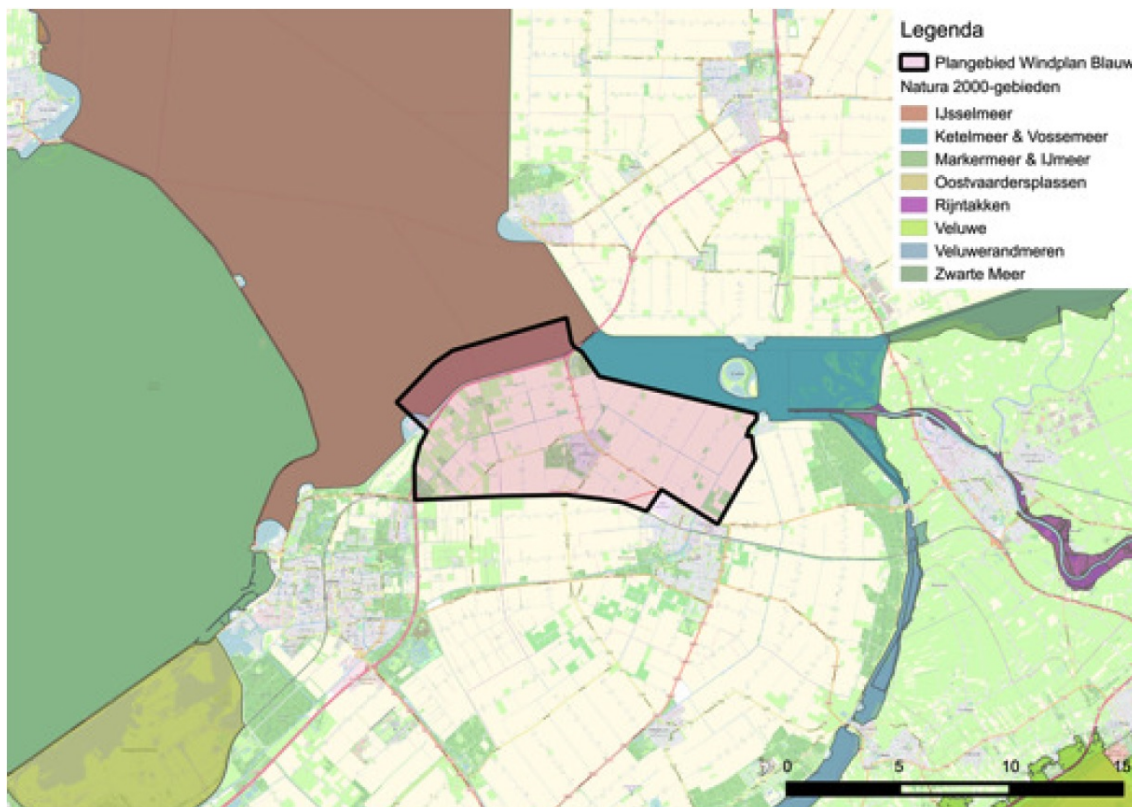 Legenda
Plangebied Windplan Blauw
Natura 2000-gebieden
IJsselmeer
Ketelmeer & Vossemeer
Markermeer & IJmeer
Oostvaardersplassen
Rijntakken
Veluwe
Veluwerandmeren
Zwarte Meer
0 5 10 15